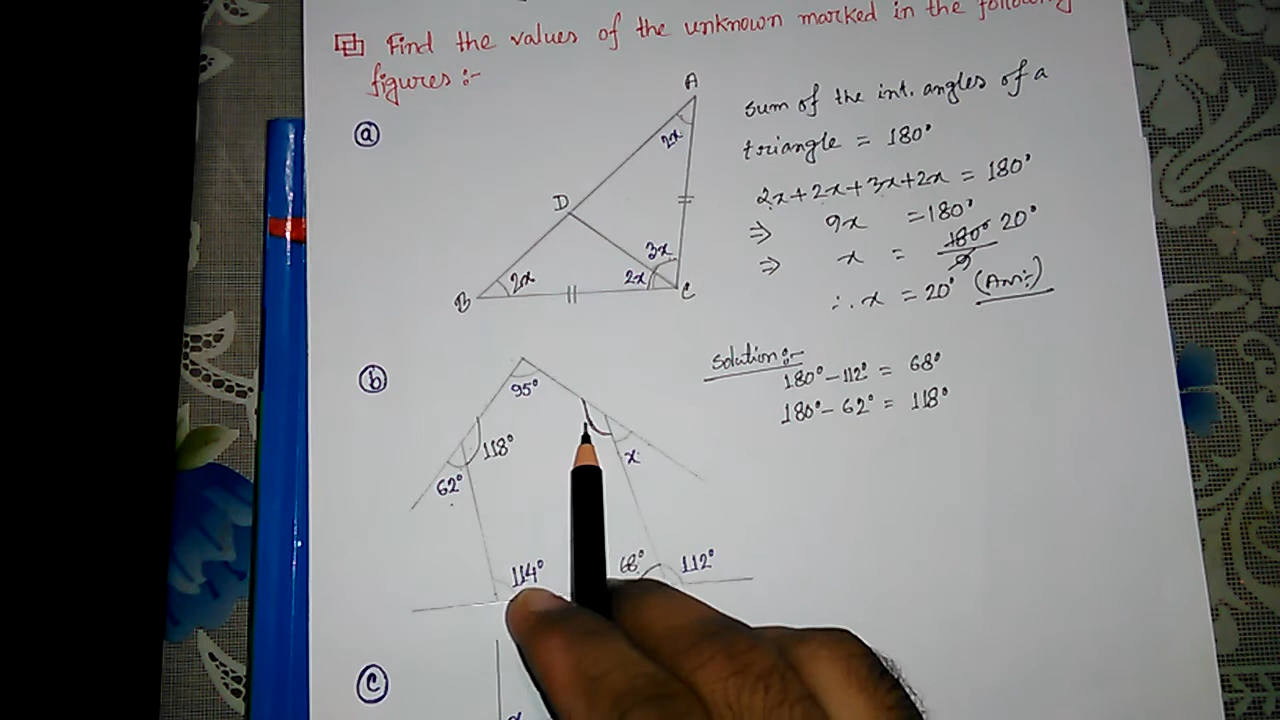 Find the values of the unknown marked in the following
figures:-
(a)
A
2x
D
3x
2x
2x
B
C
Sum of the int. angles of a
triangle = 180°
2x+2x+3x+2x = 180°
⇒ 9x = 180°
⇒ x = 180°/9 20°
∴ x = 20° (Ans:-)
(b)
95°
118°
62°
x
114°
68°
112°
Solution:-
180°-112° = 68°
180°-62° = 118°
(c)